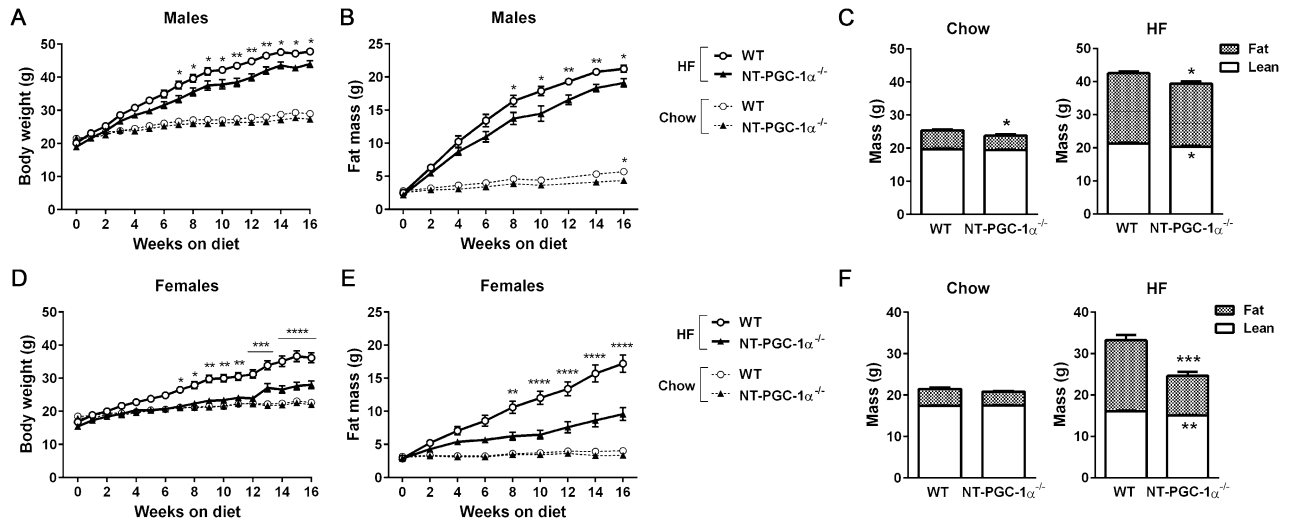 A
Males
Body weight (g)
50
40
30
20
10
0
* * * * ** ** ** * * *
0 2 4 6 8 10 12 14 16
Weeks on diet
B
Males
Fat mass (g)
25
20
15
10
5
0
* * ** ** *
*
0 2 4 6 8 10 12 14 16
Weeks on diet
HF
WT
NT-PGC-1α-/-
Chow
WT
NT-PGC-1α-/-
C
Chow
Mass (g)
50
40
30
20
10
0
*
WT NT-PGC-1α-/-
HF
Mass (g)
50
40
30
20
10
0
*
*
WT NT-PGC-1α-/-
Fat
Lean
D
Females
Body weight (g)
50
40
30
20
10
0
* * ** ** ** *** ****
0 2 4 6 8 10 12 14 16
Weeks on diet
E
Females
Fat mass (g)
25
20
15
10
5
0
** **** **** **** ****
0 2 4 6 8 10 12 14 16
Weeks on diet
HF
WT
NT-PGC-1α-/-
Chow
WT
NT-PGC-1α-/-
F
Chow
Mass (g)
40
30
20
10
0
WT NT-PGC-1α-/-
HF
Mass (g)
40
30
20
10
0
***
**
WT NT-PGC-1α-/-
Fat
Lean